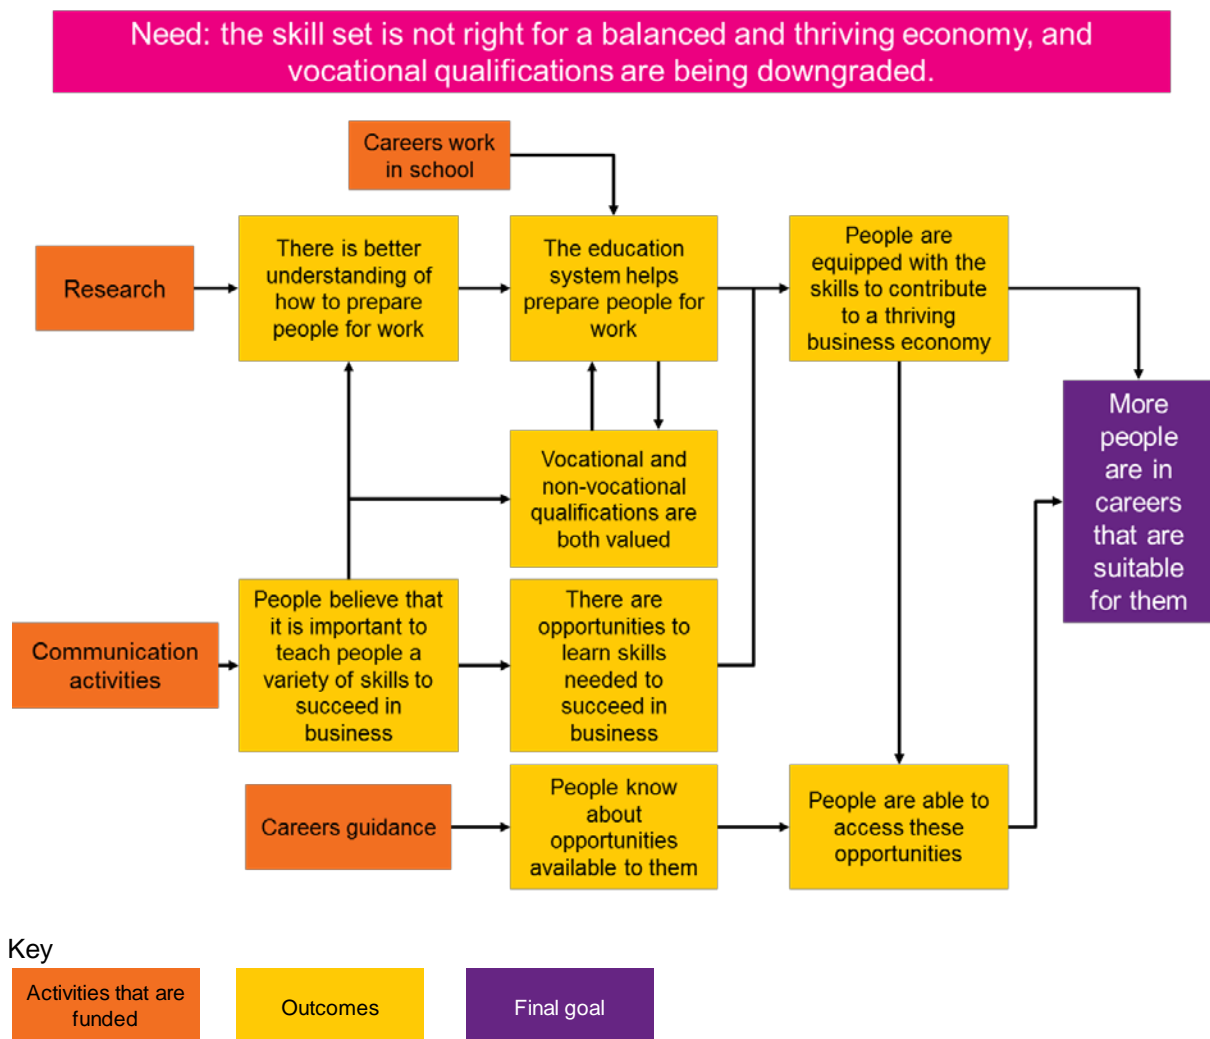 Need: the skill set is not right for a balanced and thriving economy, and
vocational qualifications are being downgraded.
Careers work
in school
Research
There is better
understanding of
how to prepare
people for work
The education
system helps
prepare people for
work
People are
equipped with the
skills to contribute
to a thriving
business economy
More
people
are in
careers
that are
suitable
for them
Vocational and
non-vocational
qualifications are
both valued
Communication
activities
People believe that
it is important to
teach people a
variety of skills to
succeed in
business
There are
opportunities to
learn skills
needed to
succeed in
business
Careers guidance
People know
about
opportunities
available to them
People are able to
access these
opportunities
Key
Activities that are
funded
Outcomes
Final goal